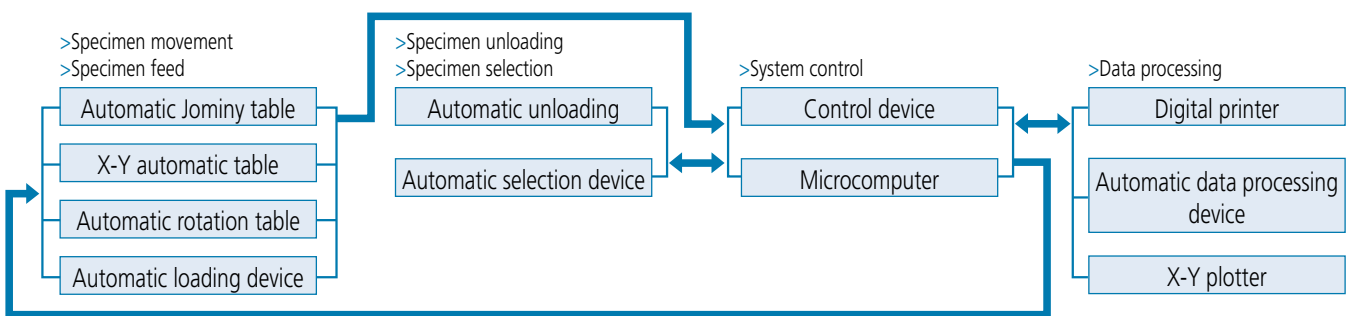 >Specimen movement
>Specimen feed
Automatic Jominy table
X-Y automatic table
Automatic rotation table
Automatic loading device
>Specimen unloading
>Specimen selection
Automatic unloading
Automatic selection device
>System control
Control device
Microcomputer
>Data processing
Digital printer
Automatic data processing
device
X-Y plotter